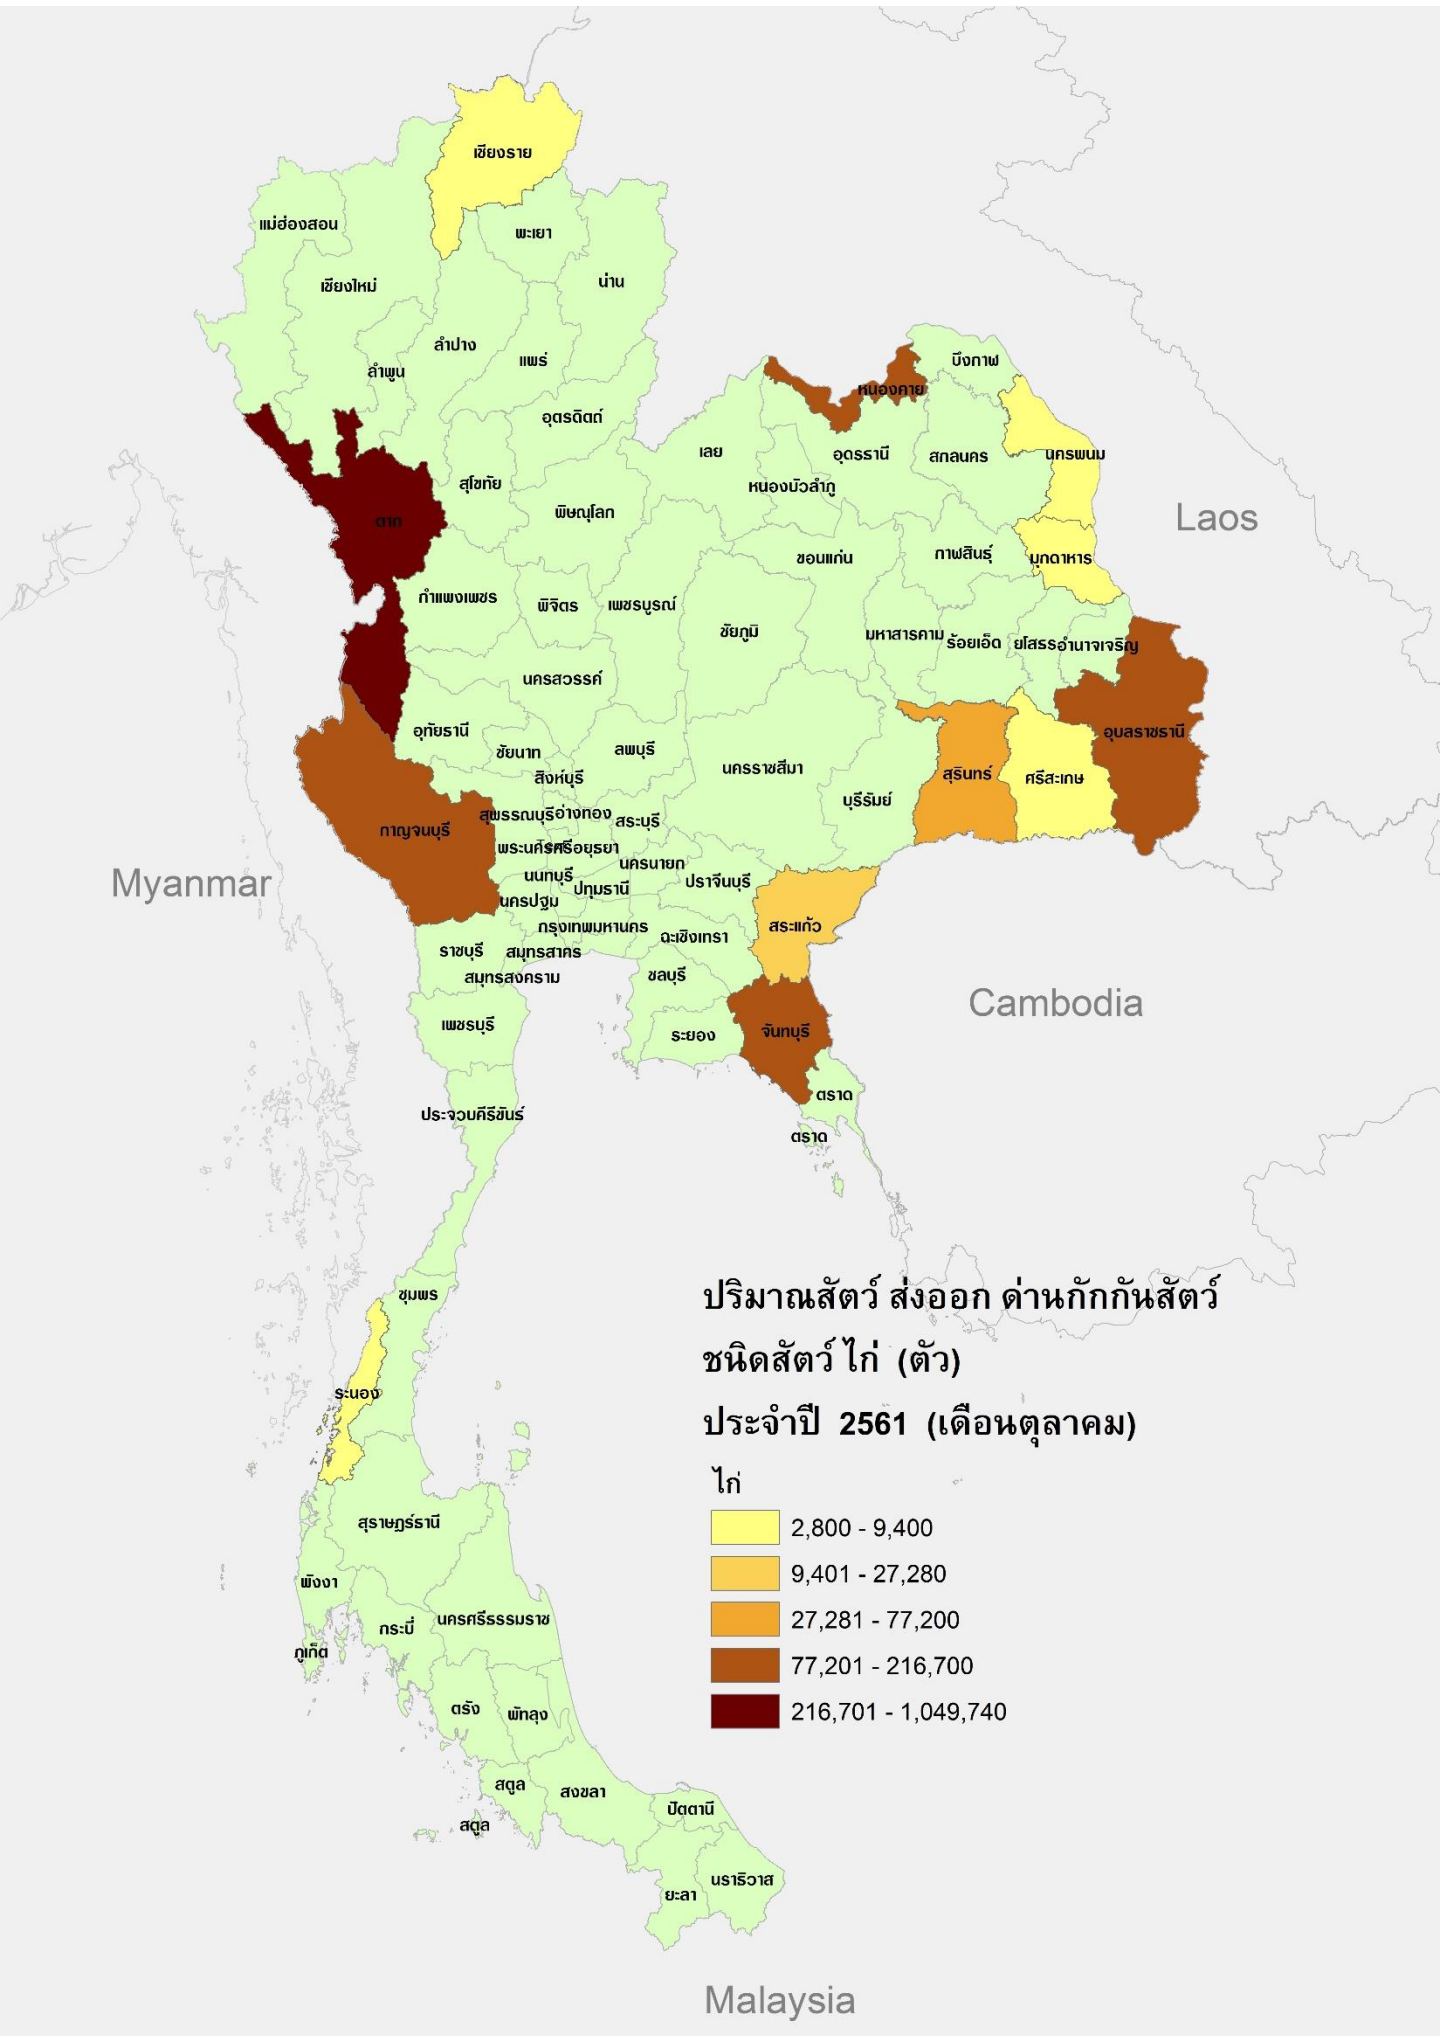 เชียงราย
แม่ฮ่องสอน
พะเยา
น่าน
เชียงใหม่
ลำปาง
แพร่
ลำพูน
บึงกาฬ
หนองคาย
อุตรดิตถ์
เลย
อุดรธานี
สกลนคร
นครพนม
สุโขทัย
หนองบัวลำภู
พิษณุโลก
ตาก
Laos
ขอนแก่น
กาฬสินธุ์
มุกดาหาร
กำแพงเพชร
พิจิตร
เพชรบูรณ์
ชัยภูมิ
มหาสารคาม
ร้อยเอ็ด
ยโสธร
อำนาจเจริญ
นครสวรรค์
อุทัยธานี
ชัยนาท
ลพบุรี
อุบลราชธานี
สิงห์บุรี
นครราชสีมา
สุรินทร์
ศรีสะเกษ
บุรีรัมย์
สุพรรณบุรี
อ่างทอง
สระบุรี
กาญจนบุรี
พระนครศรีอยุธยา
นครนายก
Myanmar
นนทบุรี
ปทุมธานี
ปราจีนบุรี
นครปฐม
กรุงเทพมหานคร
ฉะเชิงเทรา
สระแก้ว
ราชบุรี
สมุทรสาคร
สมุทรสงคราม
ชลบุรี
Cambodia
เพชรบุรี
ระยอง
จันทบุรี
ตราด
ประจวบคีรีขันธ์
ตราด
ชุมพร
ระนอง
ปริมาณสัตว์ ส่งออก ด่านกักกันสัตว์
ชนิดสัตว์ ไก่ (ตัว)
ประจำปี 2561 (เดือนตุลาคม)
ไก่
2,800 - 9,400
9,401 - 27,280
27,281 - 77,200
77,201 - 216,700
216,701 - 1,049,740
สุราษฎร์ธานี
พังงา
กระบี่
นครศรีธรรมราช
ภูเก็ต
ตรัง
พัทลุง
สตูล
สงขลา
ปัตตานี
สตูล
นราธิวาส
ยะลา
Malaysia